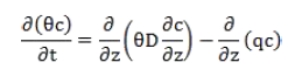 ∂(θc)/∂t = ∂/∂z (θD ∂c/∂z) − ∂/∂z (qc)